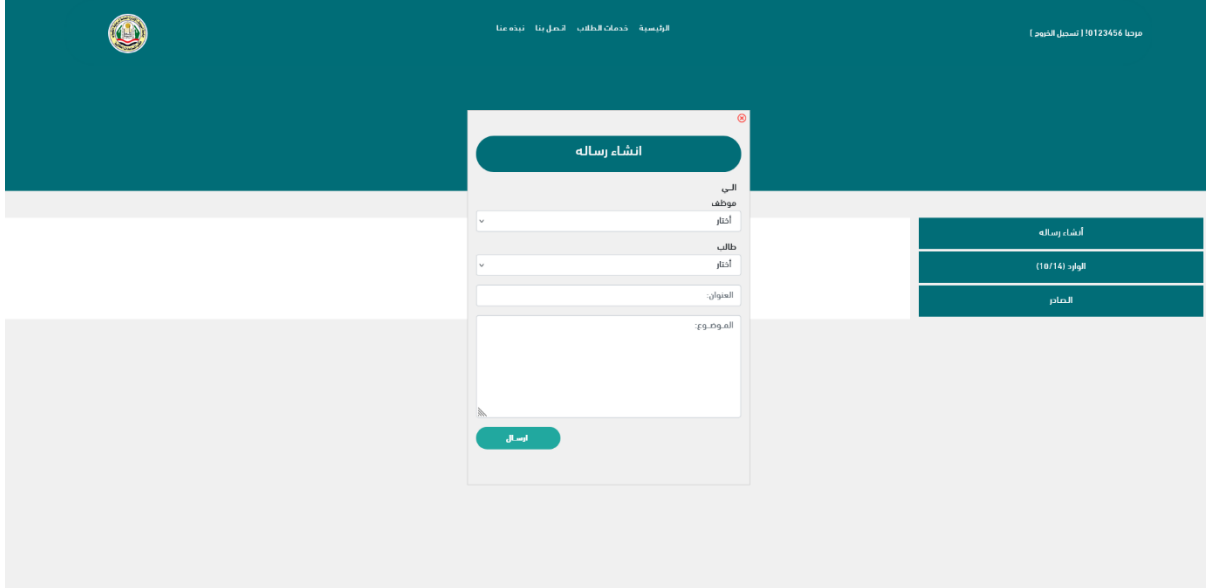 مرحبا 0123456! [ تسجيل الخروج ]
الرئيسية خدمات الطلاب اتصل بنا نبذه عنا
انشاء رساله
الي
موظف
أختار
طالب
أختار
العنوان:
الموضوع:
ارسال
أنشاء رساله
الوارد (10/14)
الصادر